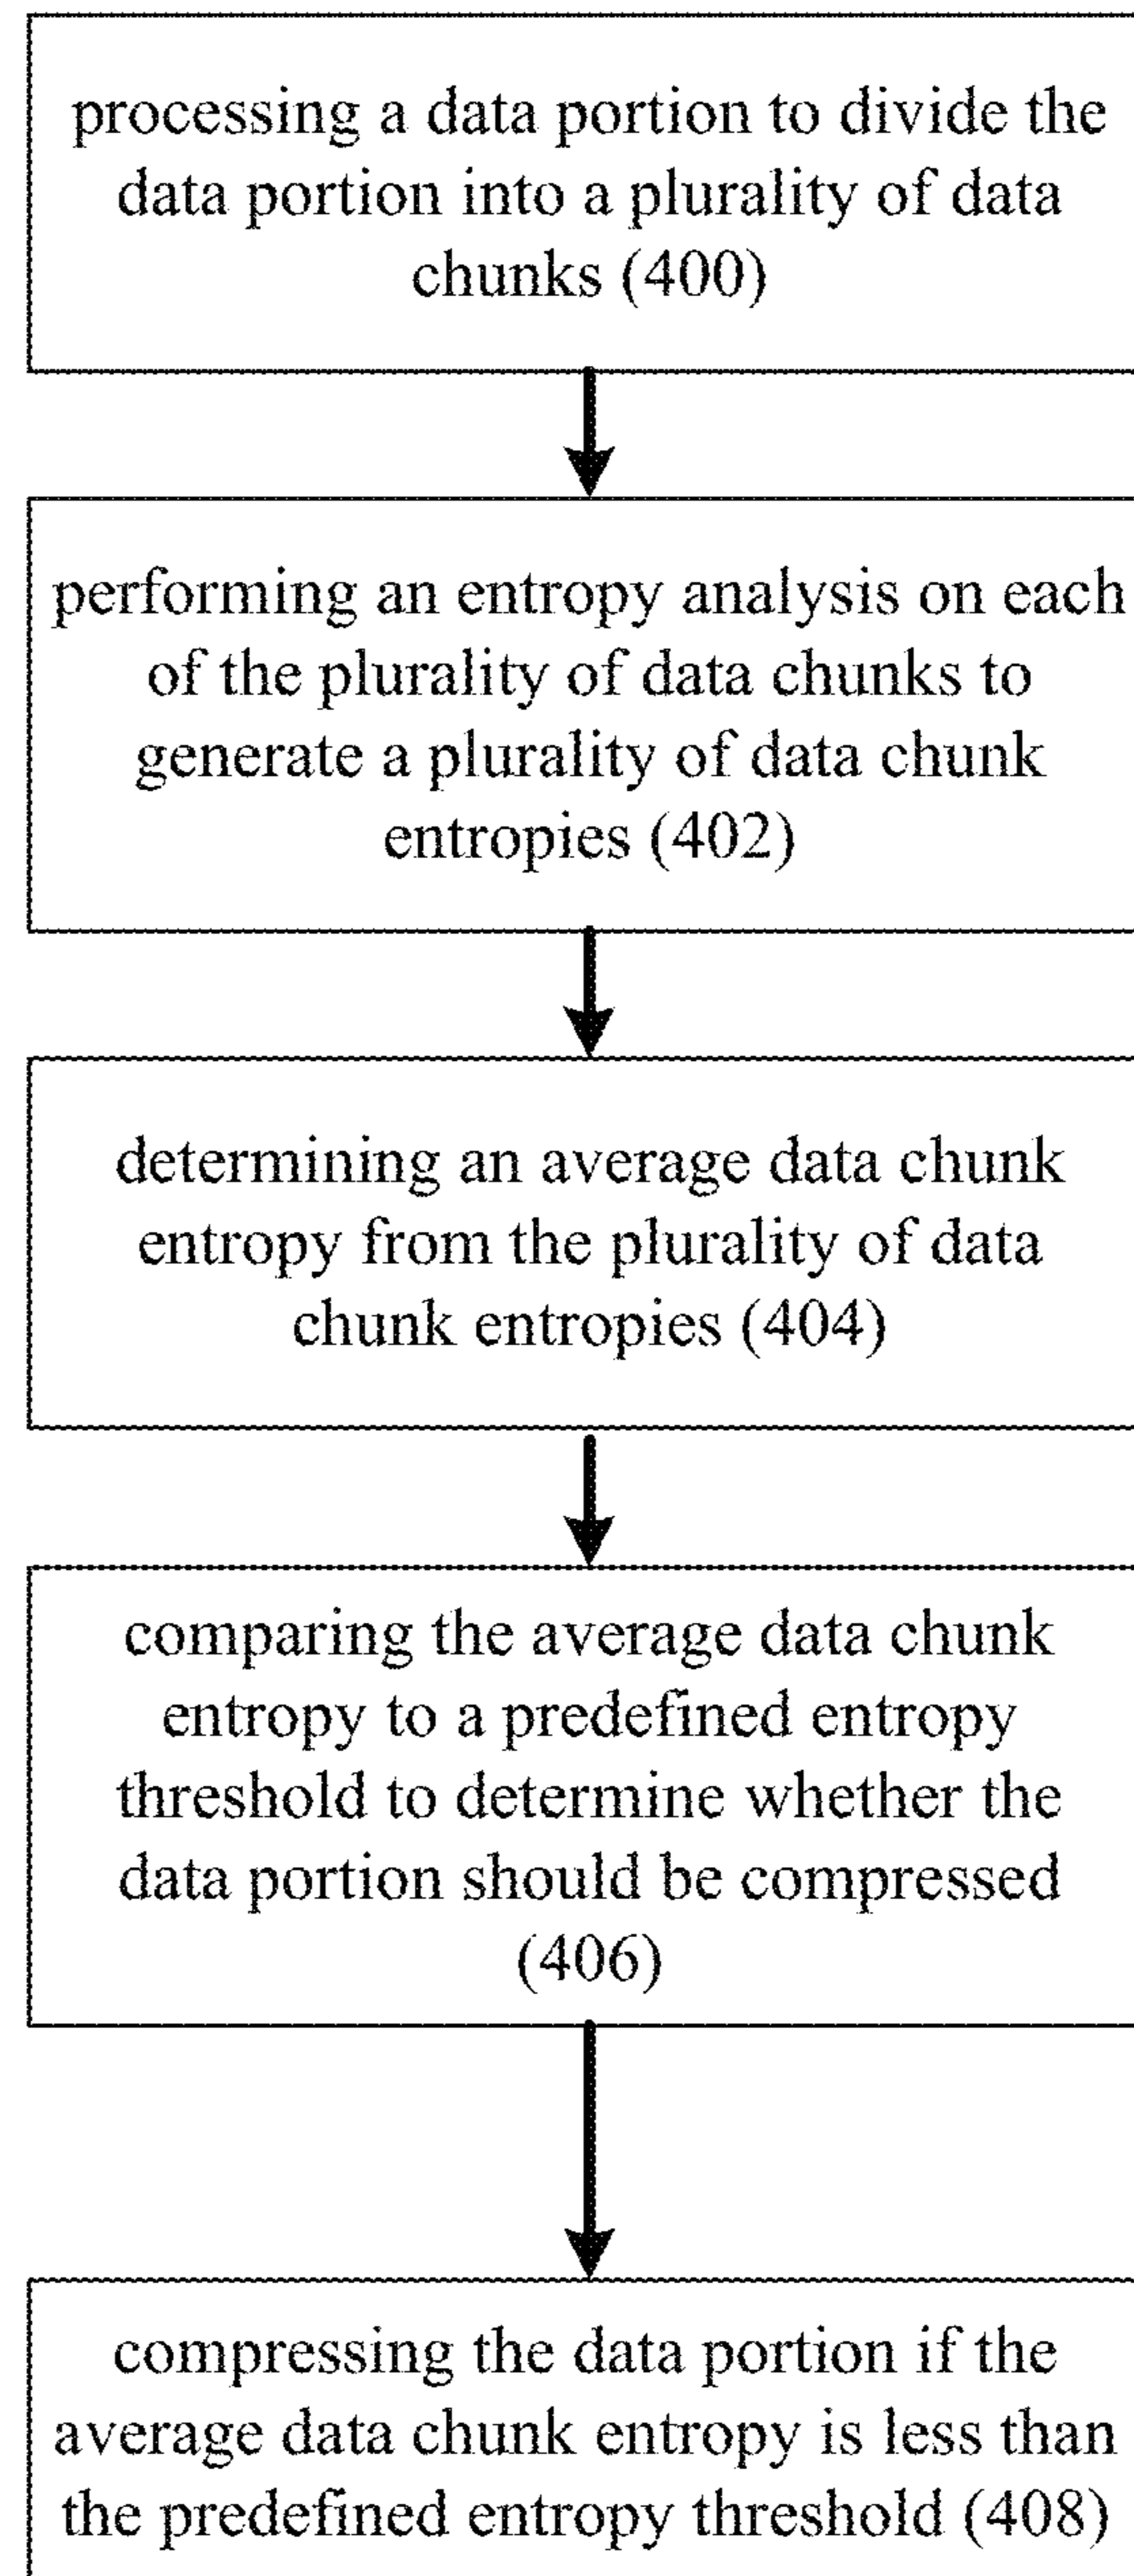 processing a data portion to divide the
data portion into a plurality of data
chunks (400)
performing an entropy analysis on each
of the plurality of data chunks to
generate a plurality of data chunk
entropies (402)
determining an average data chunk
entropy from the plurality of data
chunk entropies (404)
comparing the average data chunk
entropy to a predefined entropy
threshold to determine whether the
data portion should be compressed
(406)
compressing the data portion if the
average data chunk entropy is less than
the predefined entropy threshold (408)